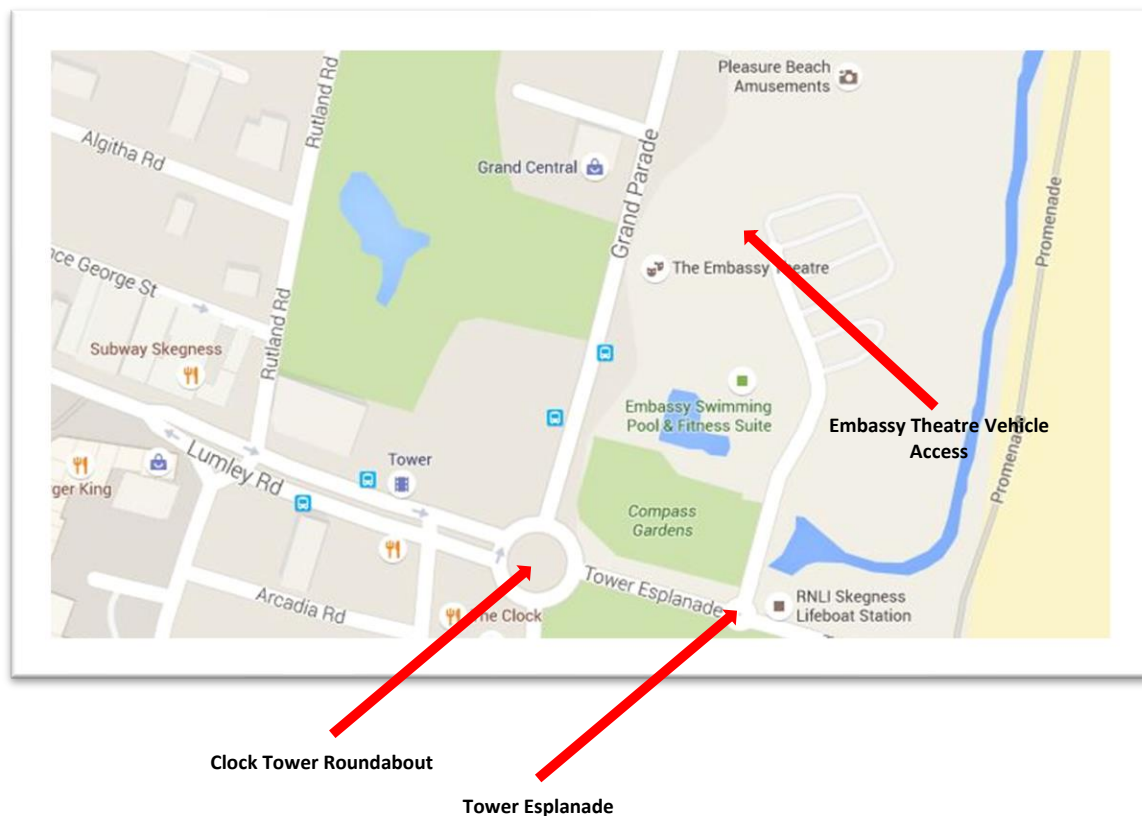 Pleasure Beach
Amusements
Rutland Rd
Algitha Rd
Grand Central
Grand Parade
Promenade
The Embassy Theatre
nce George St
Rutland Rd
Subway Skegness
Embassy Swimming
Pool & Fitness Suite
Embassy Theatre Vehicle
Access
Promenade
Lumley Rd
Tower
ger King
Compass
Gardens
Tower Esplanade
RNLI Skegness
Lifeboat Station
Arcadia Rd
The Clock
Clock Tower Roundabout
Tower Esplanade